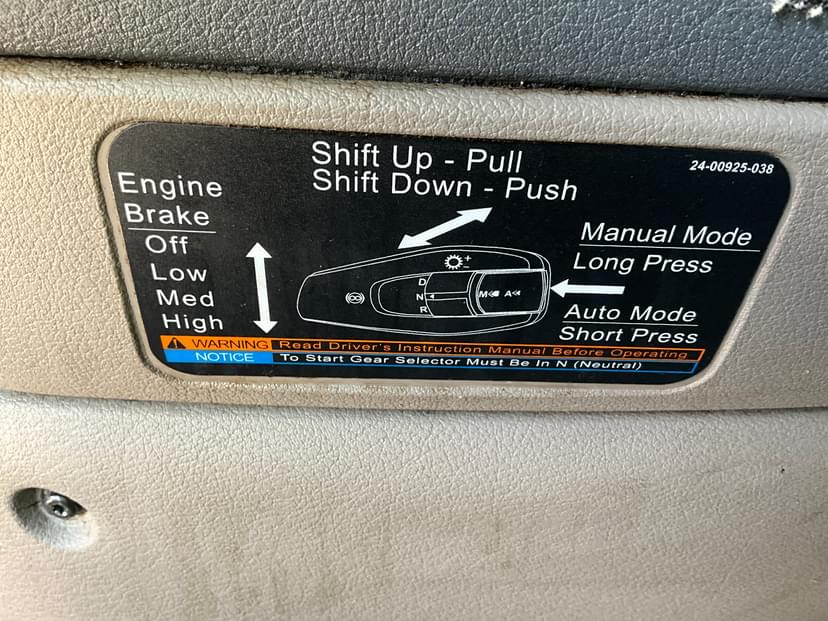 Shift Up - Pull
Shift Down - Push
24-00925-038
Engine
Brake
Off
Low
Med
High
Manual Mode
Long Press
Auto Mode
Short Press
+
-
D
N
R
M
A
WARNING Read Driver's Instruction Manual Before Operating
NOTICE To Start Gear Selector Must Be In N (Neutral)